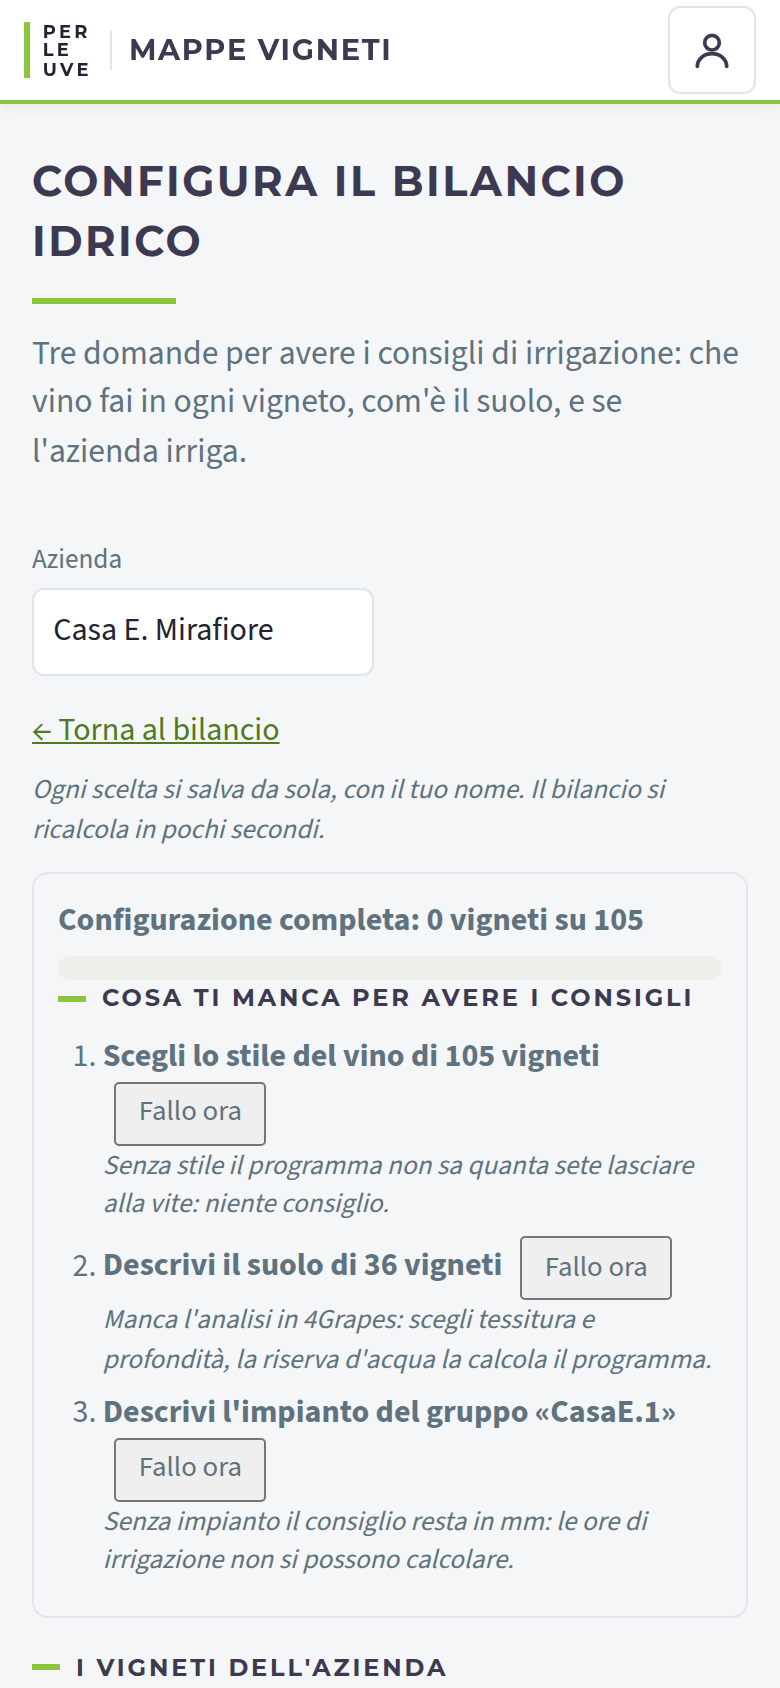 PER
LE
UVE
MAPPE VIGNETI
CONFIGURA IL BILANCIO
IDRICO
Tre domande per avere i consigli di irrigazione: che
vino fai in ogni vigneto, com'è il suolo, e se
l'azienda irriga.
Azienda
Casa E. Mirafiore
← Torna al bilancio
Ogni scelta si salva da sola, con il tuo nome. Il bilancio si
ricalcola in pochi secondi.
Configurazione completa: 0 vigneti su 105
COSA TI MANCA PER AVERE I CONSIGLI
1. Scegli lo stile del vino di 105 vigneti
Fallo ora
Senza stile il programma non sa quanta sete lasciare
alla vite: niente consiglio.
2. Descrivi il suolo di 36 vigneti Fallo ora
Manca l'analisi in 4Grapes: scegli tessitura e
profondità, la riserva d'acqua la calcola il programma.
3. Descrivi l'impianto del gruppo «CasaE.1»
Fallo ora
Senza impianto il consiglio resta in mm: le ore di
irrigazione non si possono calcolare.
I VIGNETI DELL'AZIENDA